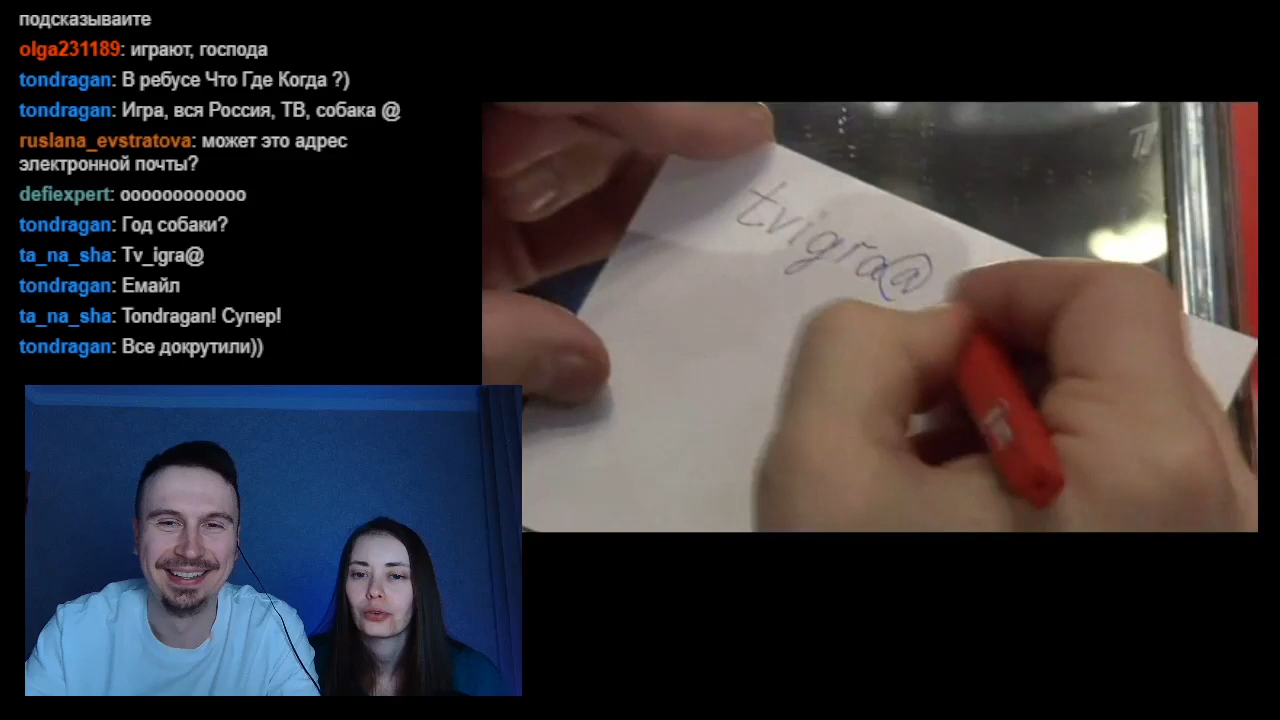 подсказывайте
olga231189: играют, господа
tondragan: В ребусе Что Где Когда ?)
tondragan: Игра, вся Россия, ТВ, собака @
ruslana_evstratova: может это адрес
электронной почты?
defiexpert: оооооооооооо
tondragan: Год собаки?
ta_na_sha: Tv_igra@
tondragan: Емайл
ta_na_sha: Tondragan! Супер!
tondragan: Все докрутили))
tvigra@